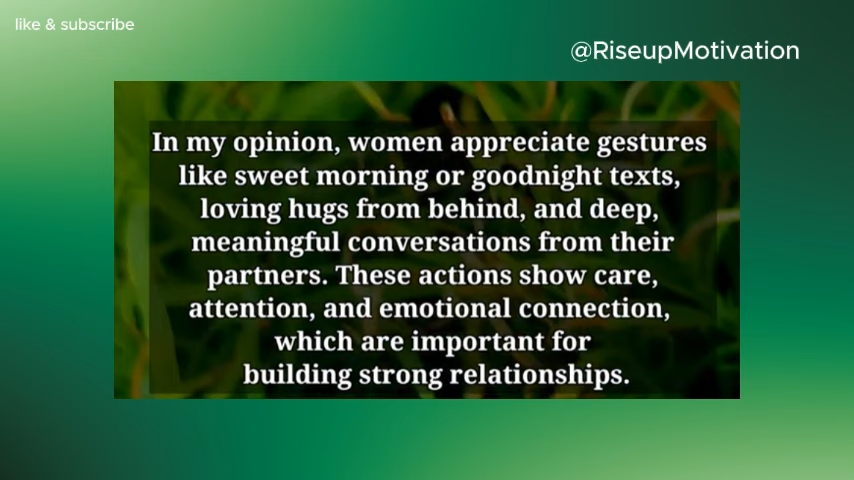 like & subscribe
@RiseupMotivation
In my opinion, women appreciate gestures
like sweet morning or goodnight texts,
loving hugs from behind, and deep,
meaningful conversations from their
partners. These actions show care,
attention, and emotional connection,
which are important for
building strong relationships.